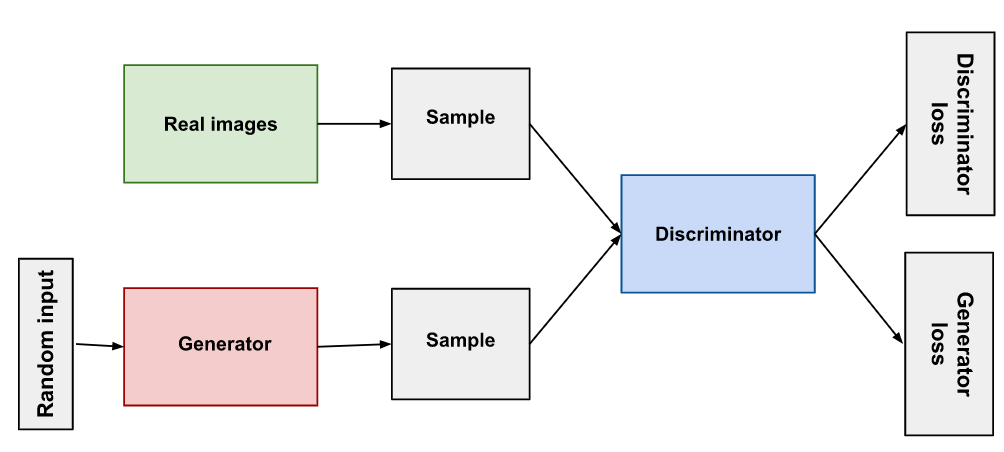 Real images
Sample
Discriminator
loss
Discriminator
Random input
Generator
Sample
Generator
loss